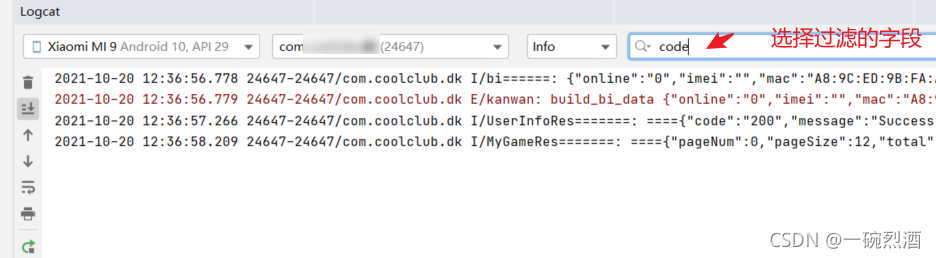 Logcat
Xiaomi MI 9 Android 10, API 29
com (24647)
Info
code
选择过滤的字段
2021-10-20 12:36:56.778 24647-24647/com.coolclub.dk I/bi======: {"online":"0","imei":"","mac":"A8:9C:ED:9B:FA:
2021-10-20 12:36:56.779 24647-24647/com.coolclub.dk E/kanwan: build_bi_data {"online":"0","imei":"","mac":"A8:9
2021-10-20 12:36:57.266 24647-24647/com.coolclub.dk I/UserInfoRes=======: ===={"code":"200","message":"Success
2021-10-20 12:36:58.209 24647-24647/com.coolclub.dk I/MyGameRes=======: ===={"pageNum":0,"pageSize":12,"total"
CSDN @一碗烈酒